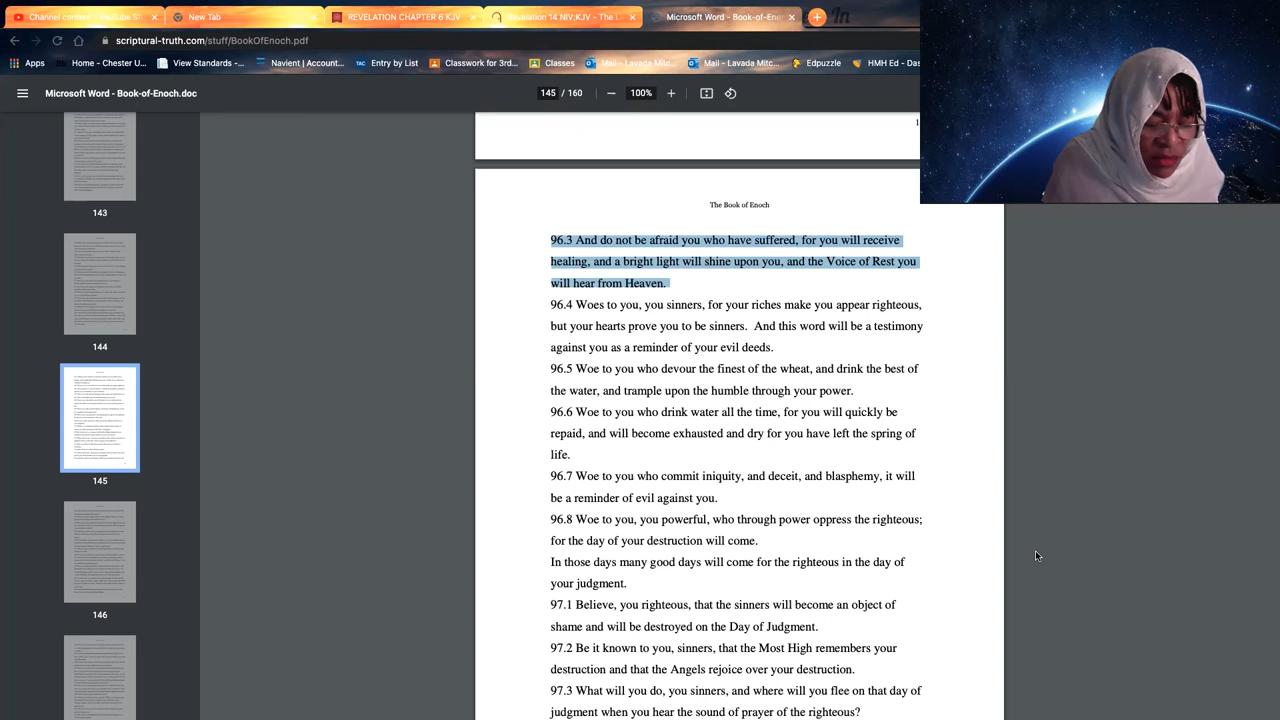 Channel content - YouTube St
New Tab
REVELATION CHAPTER 6 KJV
Revelation 14 NIV;KJV - The L
Microsoft Word - Book-of-Eno
scriptural-truth.com/stuff/BookOfEnoch.pdf
Apps
Home - Chester U...
View Standards –...
Navient | Account...
TAC Entry by List
Classwork for 3rd...
Classes
Mail – Lavada Mitc...
Mail – Lavada Mitc...
Edpuzzle
HMH Ed - Das
Microsoft Word - Book-of-Enoch.doc
145 / 160
100%
143
144
145
146
1
The Book of Enoch
96.3 And do not be afraid you who have suffered, for you will receive
healing, and a bright light will shine upon you, and the Voice of Rest you
will hear from Heaven.
96.4 Woes to you, you sinners, for your riches make you appear righteous,
but your hearts prove you to be sinners. And this word will be a testimony
against you as a reminder of your evil deeds.
96.5 Woe to you who devour the finest of the wheat, and drink the best of
the water, and trample upon the humble through your power.
96.6 Woe to you who drink water all the time, for you will quickly be
repaid, and will become exhausted and dry for you have left the spring of
life.
96.7 Woe to you who commit iniquity, and deceit, and blasphemy, it will
be a reminder of evil against you.
96.8 Woe to you, you powerful, who through power oppress the righteous;
for the day of your destruction will come.
In those days many good days will come for the righteous in the day of
your judgment.
97.1 Believe, you righteous, that the sinners will become an object of
shame and will be destroyed on the Day of Judgment.
97.2 Be it known to you, sinners, that the Most High remembers your
destruction and that the Angels rejoice over your destruction.
97.3 What will you do, you sinners, and where will you flee on that day of
judgment when you hear the sound of prayer of the righteous?